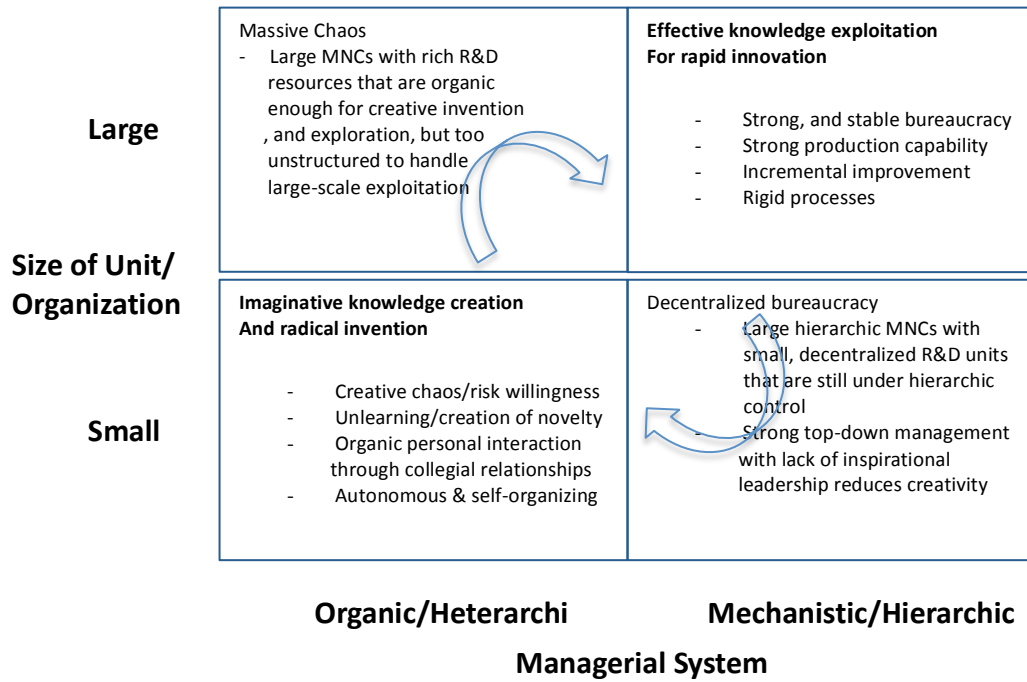 Massive Chaos
- Large MNCs with rich R&D
resources that are organic
enough for creative invention
, and exploration, but too
unstructured to handle
large-scale exploitation
Effective knowledge exploitation
For rapid innovation
- Strong, and stable bureaucracy
- Strong production capability
- Incremental improvement
- Rigid processes
Large
Size of Unit/
Organization
Small
Imaginative knowledge creation
And radical invention
- Creative chaos/risk willingness
- Unlearning/creation of novelty
- Organic personal interaction
through collegial relationships
- Autonomous & self-organizing
Decentralized bureaucracy
- Large hierarchic MNCs with
small, decentralized R&D units
that are still under hierarchic
control
- Strong top-down management
with lack of inspirational
leadership reduces creativity
Organic/Heterarchi
Mechanistic/Hierarchic
Managerial System